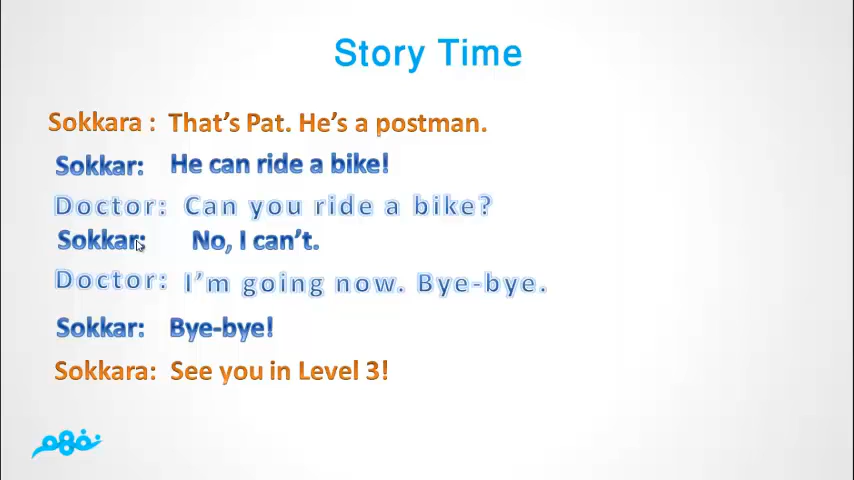 Story Time
Sokkara : That's Pat. He's a postman.
Sokkar: He can ride a bike!
Doctor: Can you ride a bike?
Sokkar: No, I can't.
Doctor: I'm going now. Bye-bye.
Sokkar: Bye-bye!
Sokkara: See you in Level 3!
نفهم